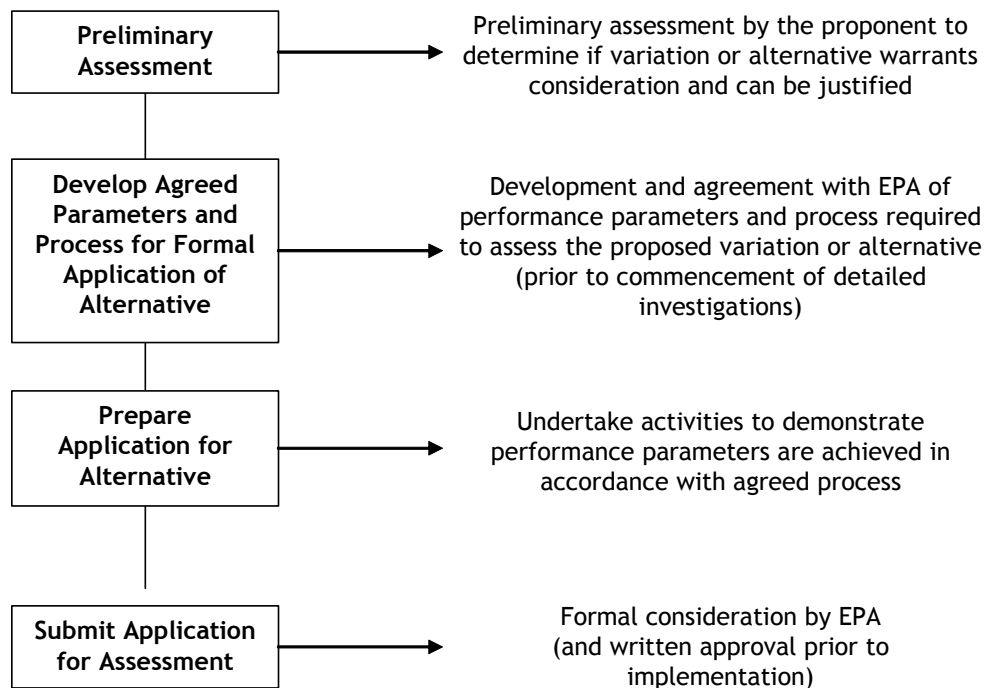 Preliminary
Assessment
Preliminary assessment by the proponent to
determine if variation or alternative warrants
consideration and can be justified
Develop Agreed
Parameters and
Process for Formal
Application of
Alternative
Development and agreement with EPA of
performance parameters and process required
to assess the proposed variation or alternative
(prior to commencement of detailed
investigations)
Prepare
Application for
Alternative
Undertake activities to demonstrate
performance parameters are achieved in
accordance with agreed process
Submit Application
for Assessment
Formal consideration by EPA
(and written approval prior to
implementation)